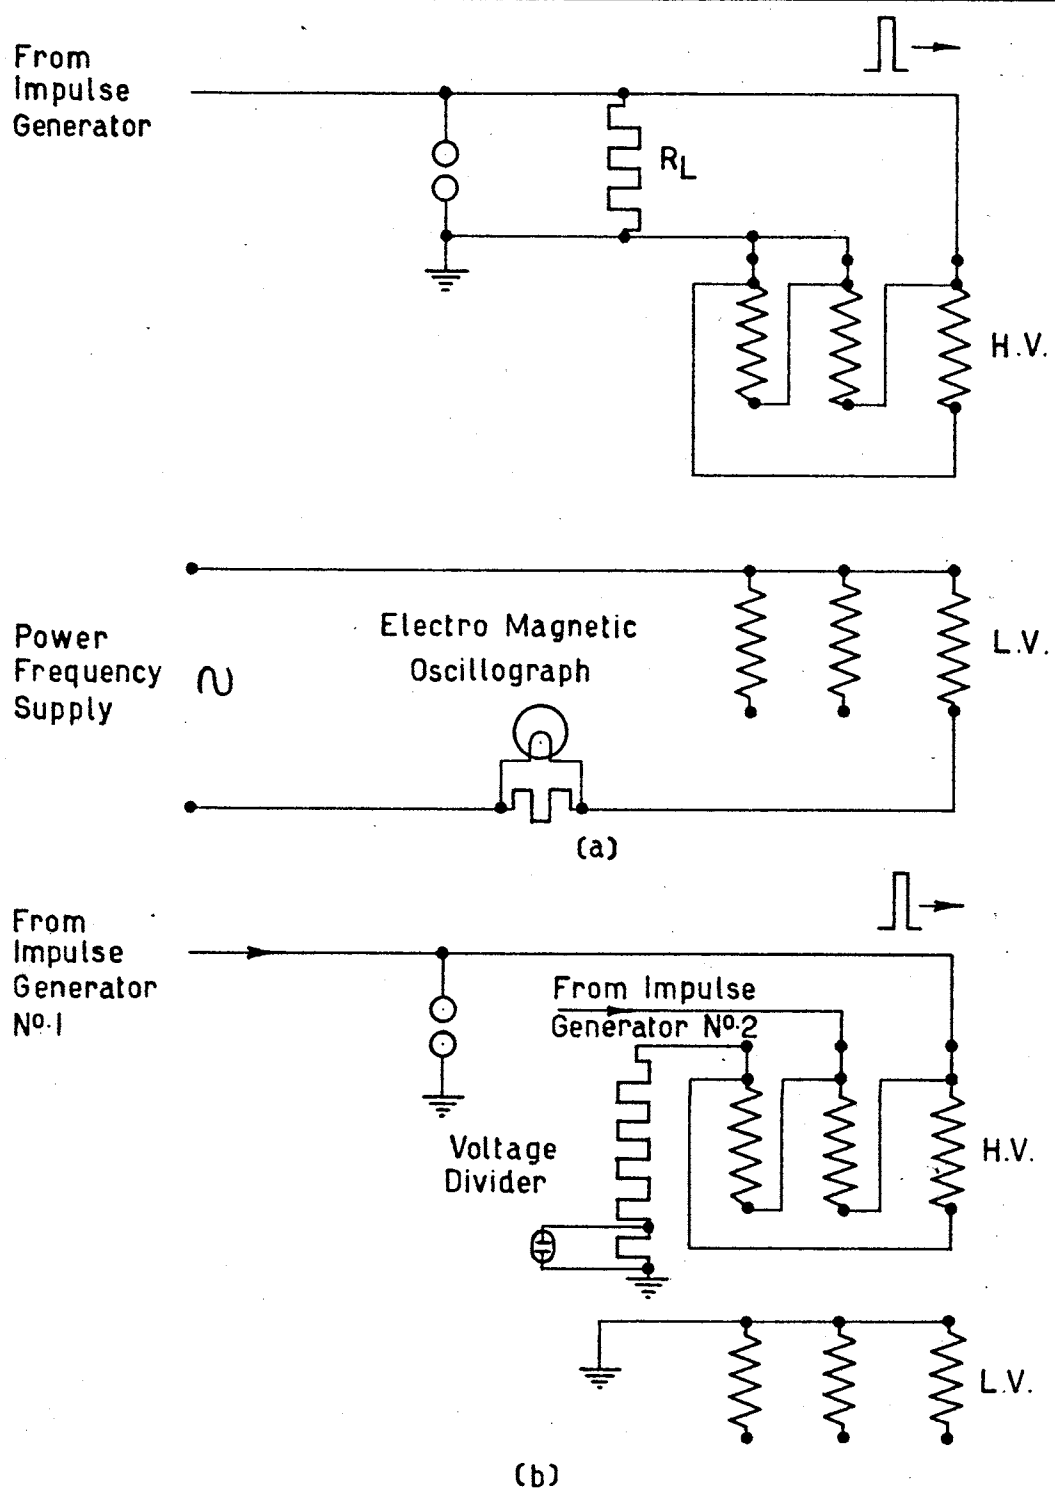 From
Impulse
Generator
RL
H.V.
Power
Frequency
Supply
Electro Magnetic
Oscillograph
L.V.
(a)
From
Impulse
Generator
Nº.1
From Impulse
Generator Nº.2
Voltage
Divider
H.V.
L.V.
(b)